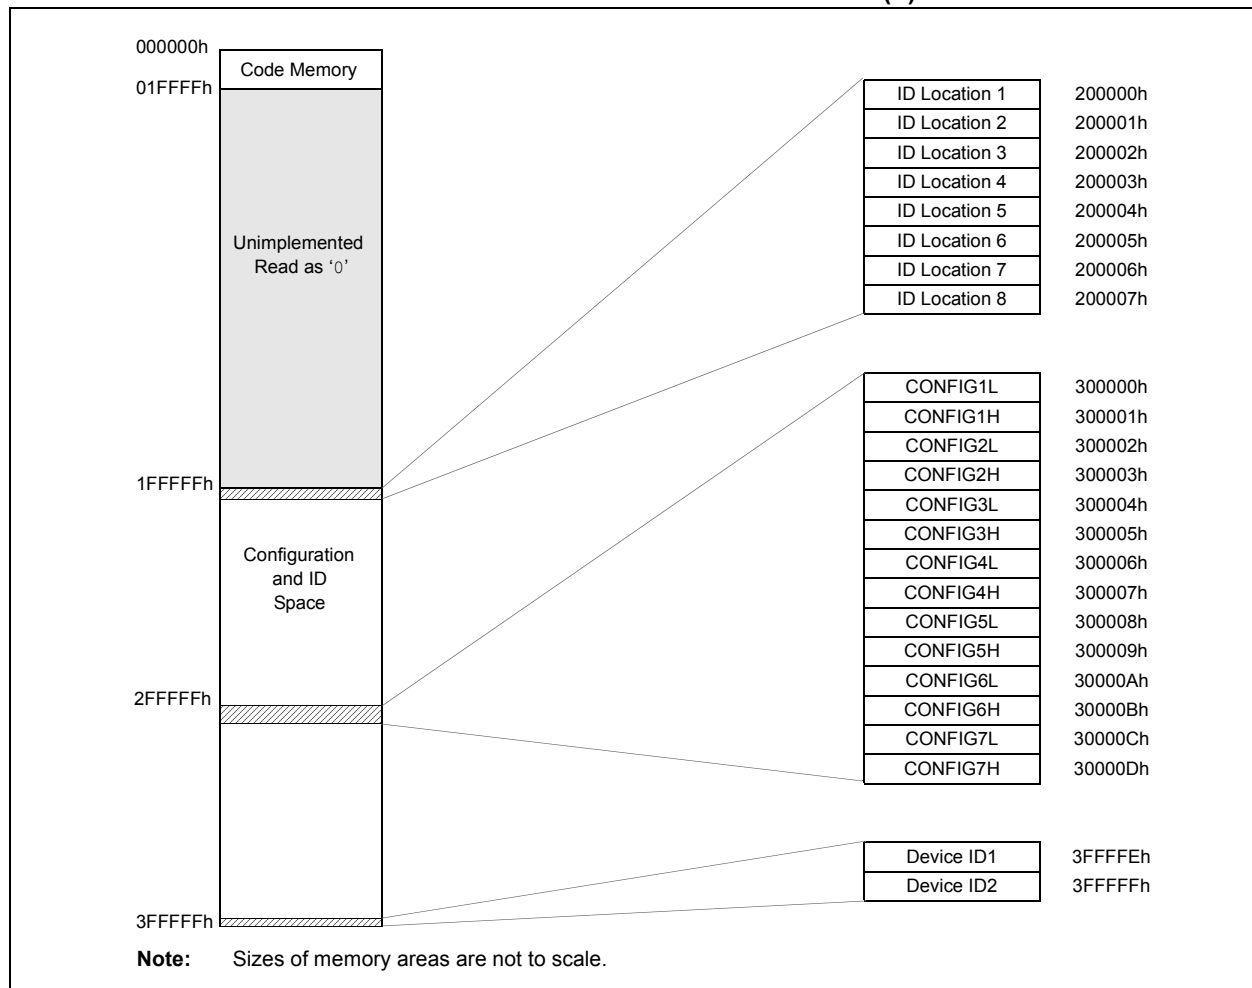 000000h
Code Memory
01FFFFh
Unimplemented
Read as ‘0’
1FFFFFh
Configuration
and ID
Space
2FFFFFh
3FFFFFh
ID Location 1 200000h
ID Location 2 200001h
ID Location 3 200002h
ID Location 4 200003h
ID Location 5 200004h
ID Location 6 200005h
ID Location 7 200006h
ID Location 8 200007h
CONFIG1L 300000h
CONFIG1H 300001h
CONFIG2L 300002h
CONFIG2H 300003h
CONFIG3L 300004h
CONFIG3H 300005h
CONFIG4L 300006h
CONFIG4H 300007h
CONFIG5L 300008h
CONFIG5H 300009h
CONFIG6L 30000Ah
CONFIG6H 30000Bh
CONFIG7L 30000Ch
CONFIG7H 30000Dh
Device ID1 3FFFFEh
Device ID2 3FFFFFh
Note: Sizes of memory areas are not to scale.